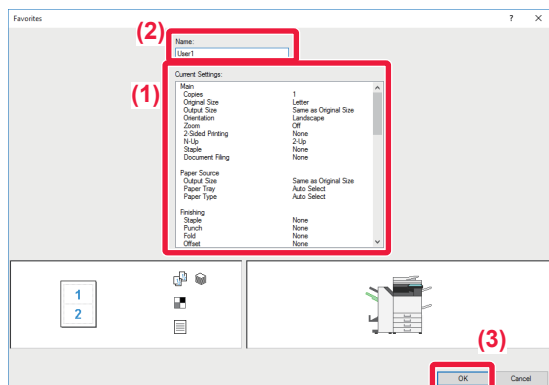 Favorites ? ×
(2)
Name:
User1
(1)
Current Settings:
Main
Copies 1
Original Size Letter
Output Size Same as Original Size
Orientation Landscape
Zoom Off
2-Sided Printing None
N-Up 2-Up
Staple None
Document Filing None
Paper Source
Output Size Same as Original Size
Paper Tray Auto Select
Paper Type Auto Select
Finishing
Staple None
Punch None
Fold None
Offset None
1
2
(3)
OK Cancel